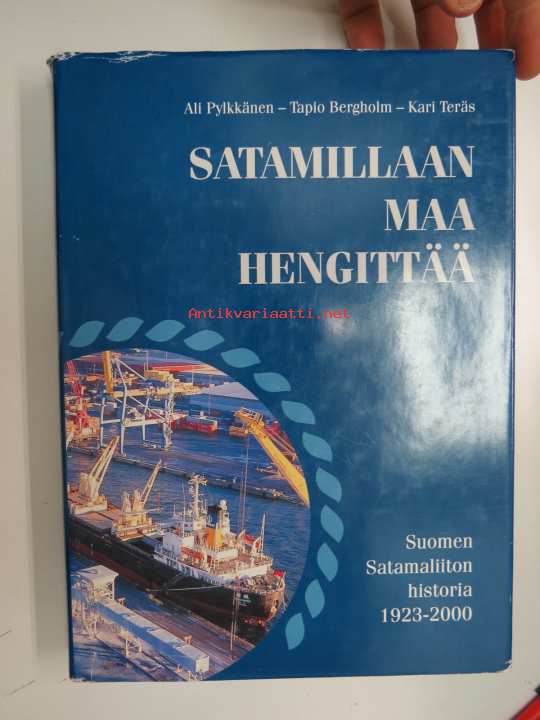 Ali Pylkkänen – Tapio Bergholm – Kari Teräs
SATAMILLAAN
MAA
HENGITTÄÄ
Antikvariaatti.net
Suomen
Satamaliiton
historia
1923-2000